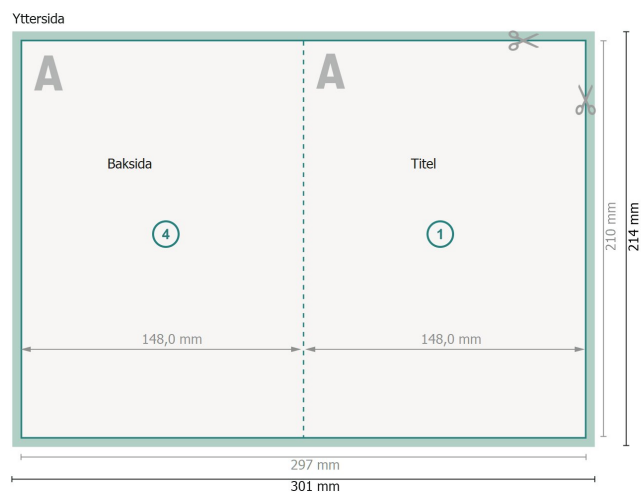 Yttersida
A
A
Baksida
Titel
4
1
148,0 mm
148,0 mm
210 mm
214 mm
297 mm
301 mm